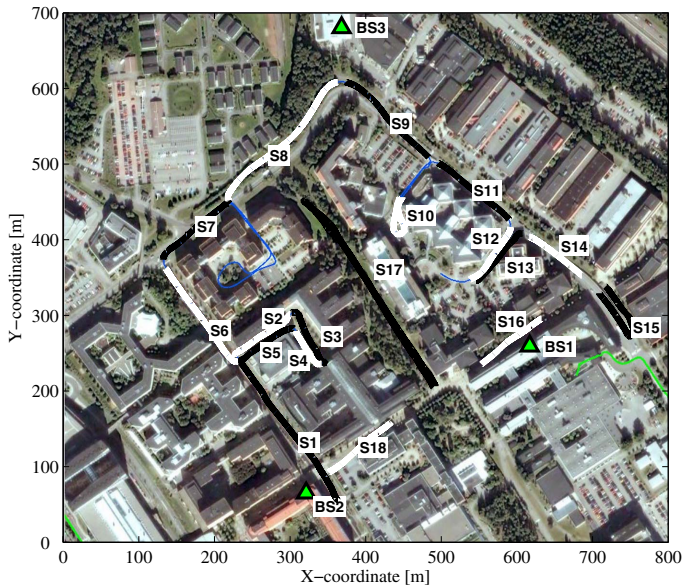 700
600
500
400
300
200
100
0
Y−coordinate [m]
BS3
S9
S8
S11
S7
S10
S12
S14
S17
S13
S2
S16
S6
S3
S15
S5
S4
BS1
S1
S18
BS2
0 100 200 300 400 500 600 700 800
X−coordinate [m]